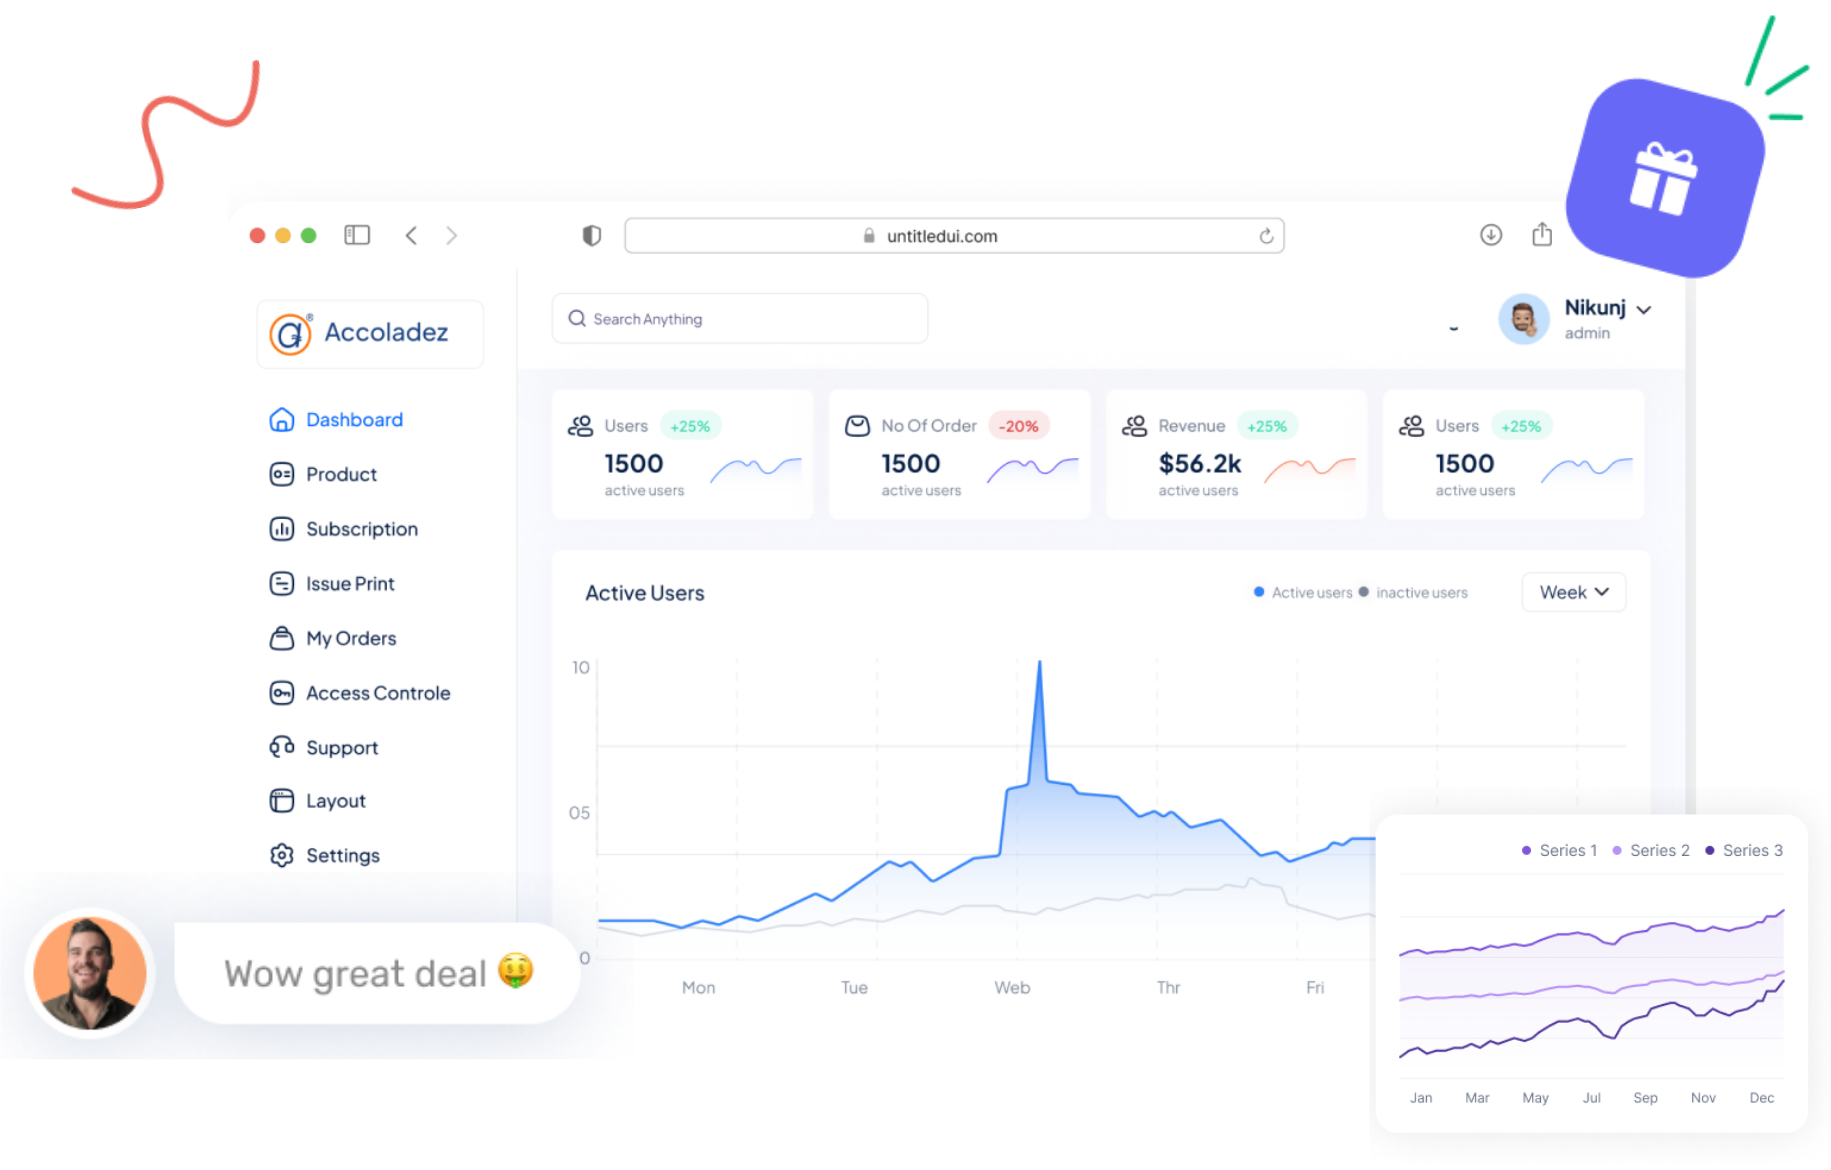 untitledui.com
Accoladez
®
Search Anything
Nikunj
admin
Dashboard
Product
Subscription
Issue Print
My Orders
Access Controle
Support
Layout
Settings
Users +25%
1500
active users
No Of Order -20%
1500
active users
Revenue +25%
$56.2k
active users
Users +25%
1500
active users
Active Users
Active users inactive users
Week
10
05
0
Mon Tue Web Thr Fri
Wow great deal 🤑
Series 1 Series 2 Series 3
Jan Mar May Jul Sep Nov Dec